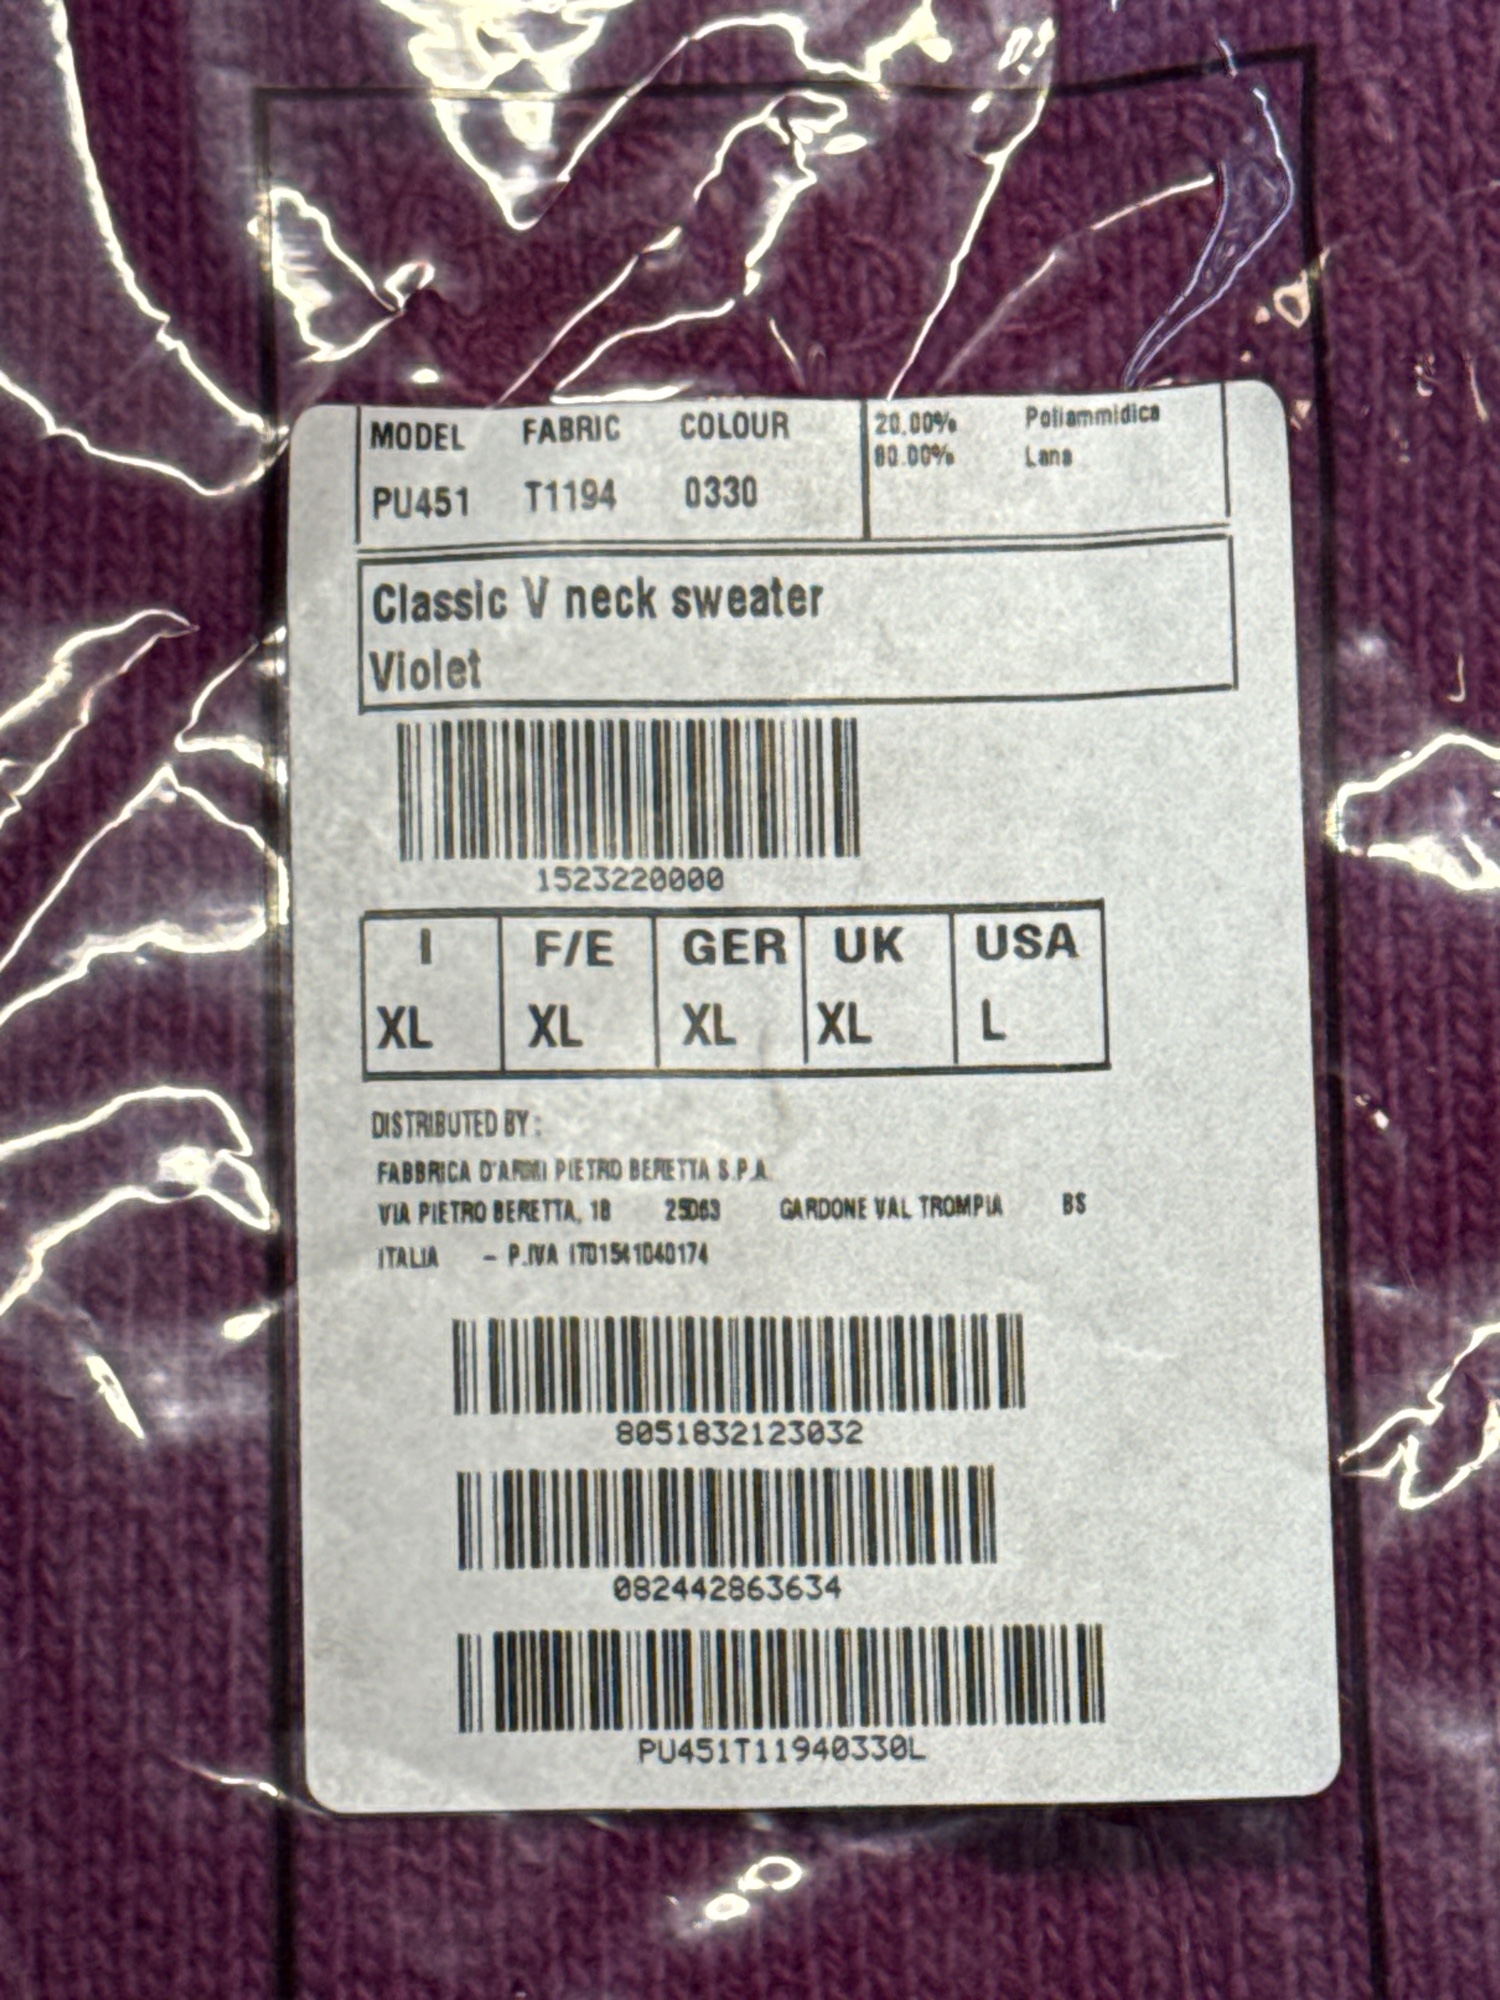 MODEL FABRIC COLOUR
PU451 T1194 0330
20.00% Poliammidica
80.00% Lana
Classic V neck sweater
Violet
1523220000
I F/E GER UK USA
XL XL XL XL L
DISTRIBUTED BY :
FABBRICA D'ARMI PIETRO BERETTA S.P.A.
VIA PIETRO BERETTA, 18 25063 GARDONE VAL TROMPIA BS
ITALIA – P.IVA IT01541040174
8051832123032
082442863634
PU451T11940330L